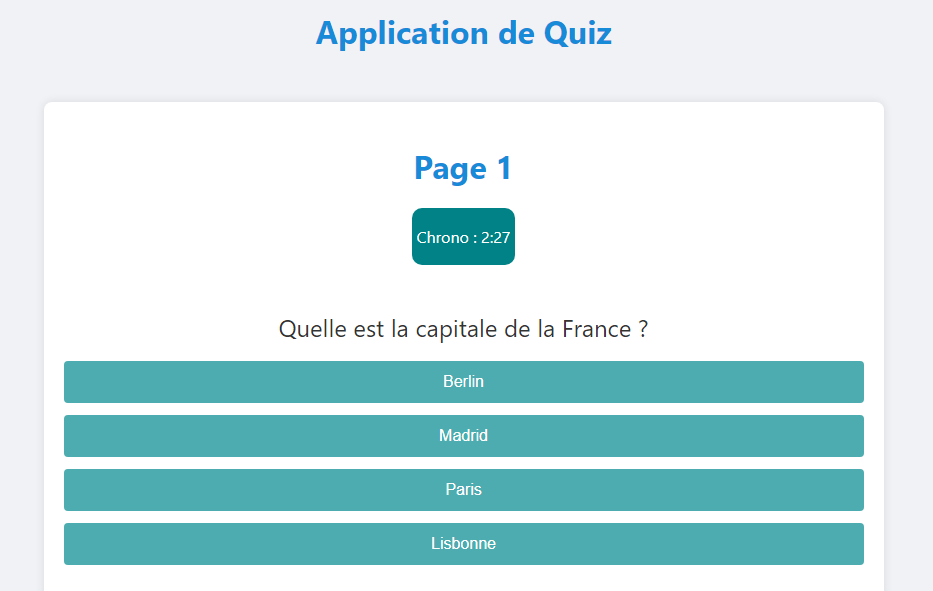 Application de Quiz
Page 1
Chrono : 2:27
Quelle est la capitale de la France ?
Berlin
Madrid
Paris
Lisbonne